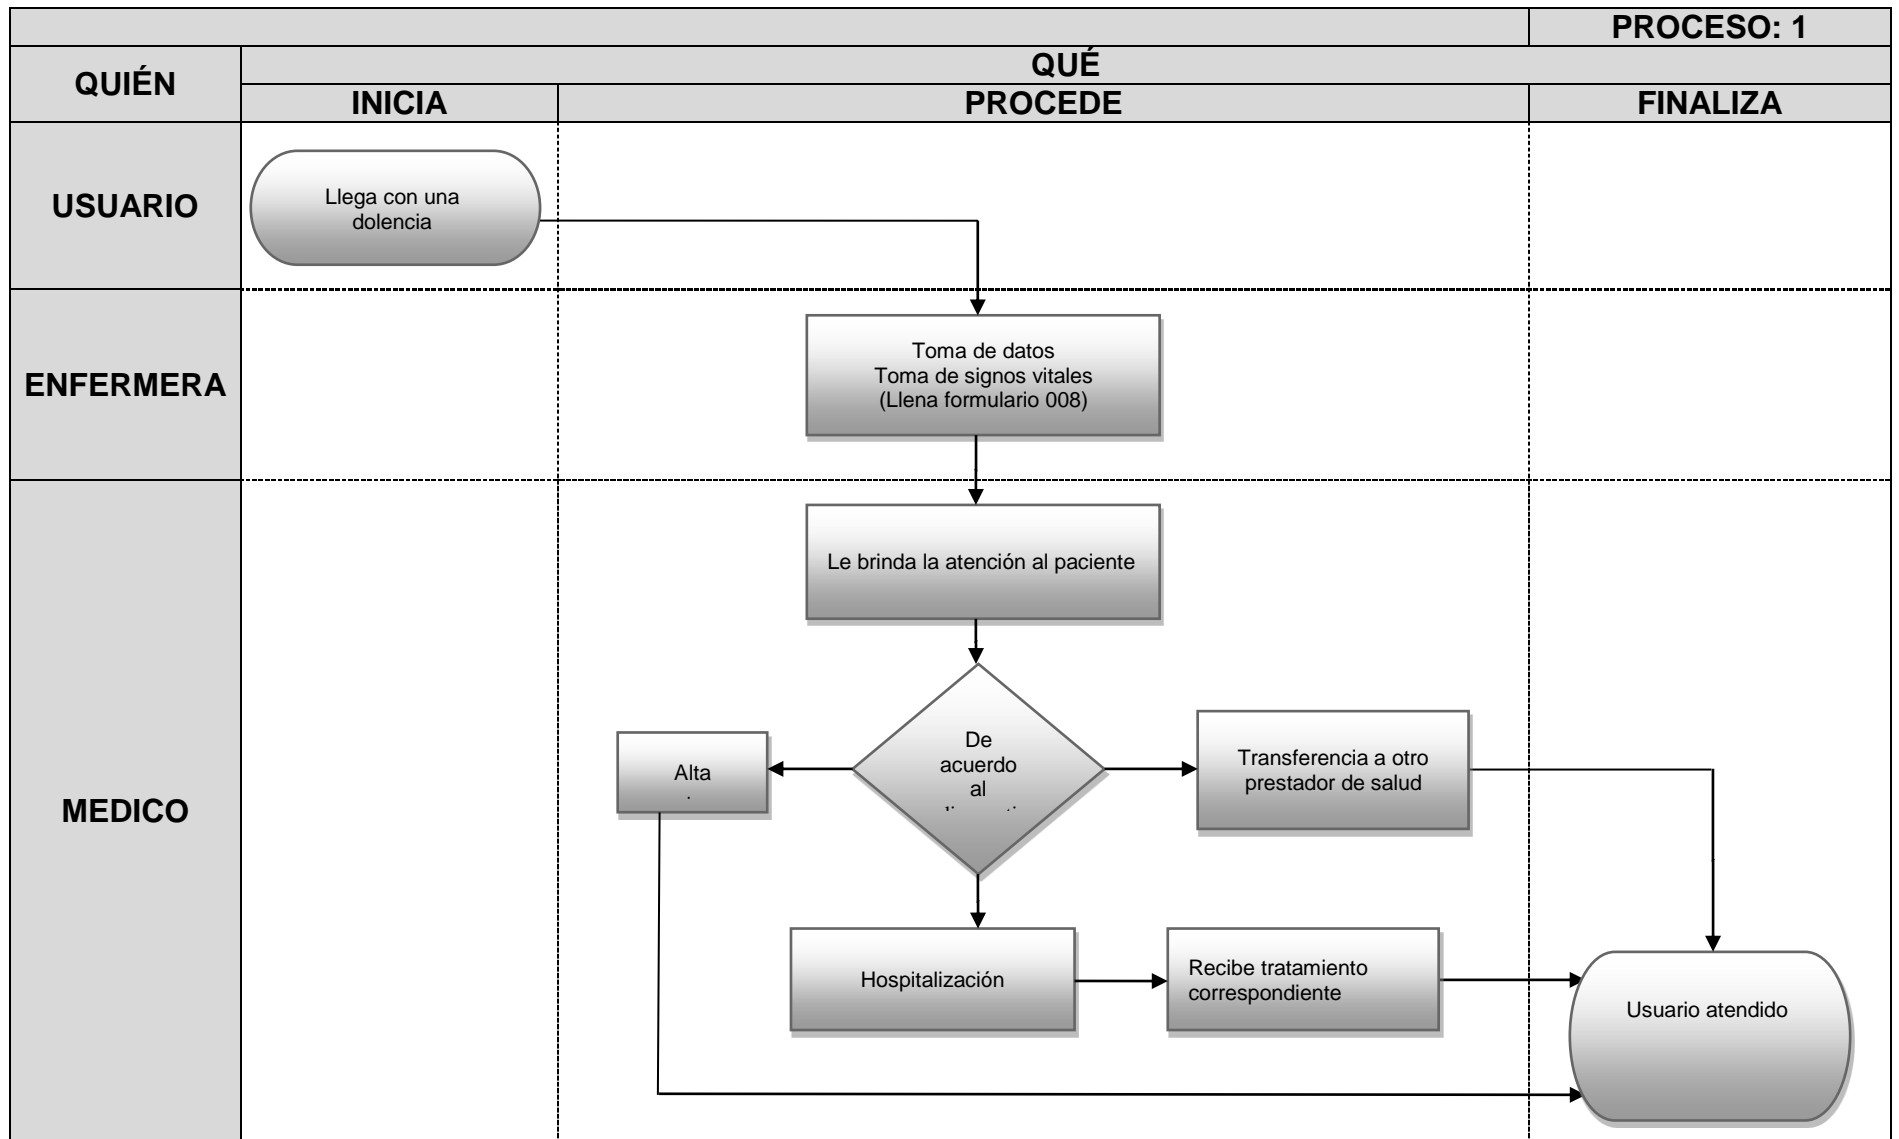 PROCESO: 1
QUIÉN
QUÉ
INICIA
PROCEDE
FINALIZA
USUARIO
Llega con una
dolencia
ENFERMERA
Toma de datos
Toma de signos vitales
(Llena formulario 008)
MEDICO
Le brinda la atención al paciente
De
acuerdo
al
Alta
Transferencia a otro
prestador de salud
Hospitalización
Recibe tratamiento
correspondiente
Usuario atendido